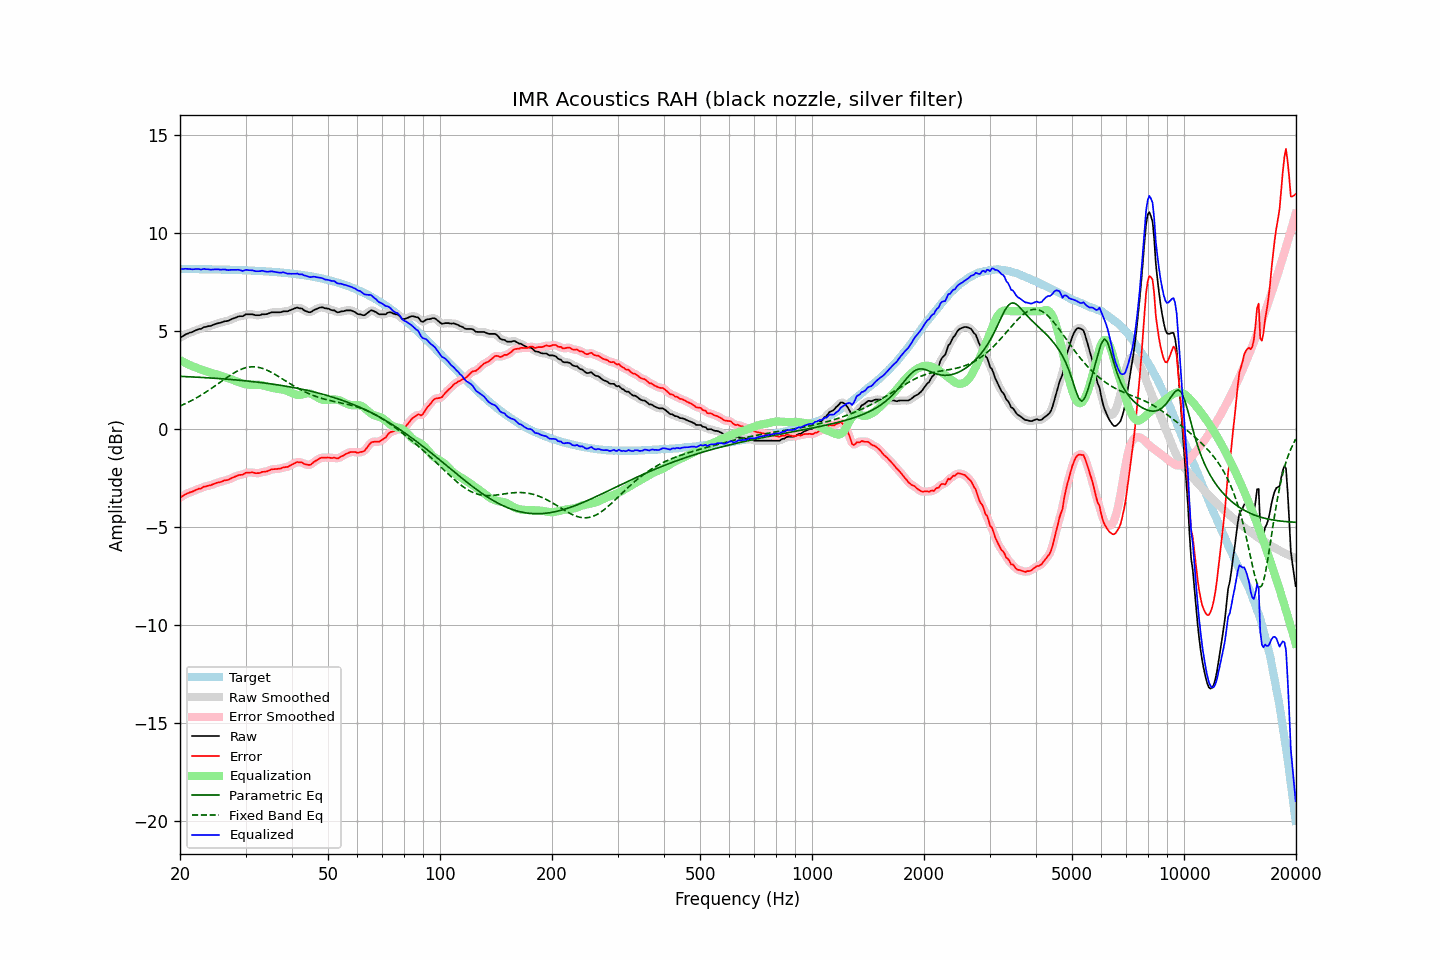 IMR Acoustics RAH (black nozzle, silver filter)
15
10
5
0
−5
−10
−15
−20
Amplitude (dBr)
Target
Raw Smoothed
Error Smoothed
Raw
Error
Equalization
Parametric Eq
Fixed Band Eq
Equalized
20 50 100 200 500 1000 2000 5000 10000 20000
Frequency (Hz)